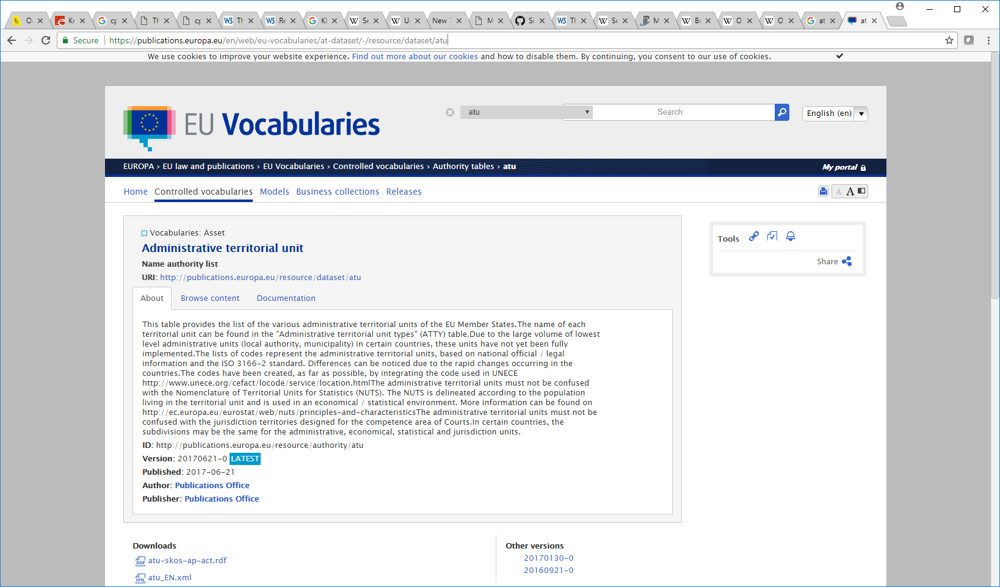 O
Kr
cp
Th
cp
Th
Re
Kl
Se
U
New T
M
Si
Th
Se
M
Bo
O
O
at
at
Secure
https://publications.europa.eu/en/web/eu-vocabularies/at-dataset/-/resource/dataset/atu
We use cookies to improve your website experience. Find out more about our cookies and how to disable them. By continuing, you consent to our use of cookies.
EU Vocabularies
atu
Search
English (en)
EUROPA › EU law and publications › EU Vocabularies › Controlled vocabularies › Authority tables › atu
My portal
Home Controlled vocabularies Models Business collections Releases
A A
Vocabularies: Asset
Administrative territorial unit
Name authority list
URI: http://publications.europa.eu/resource/dataset/atu
About Browse content Documentation
This table provides the list of the various administrative territorial units of the EU Member States.The name of each
territorial unit can be found in the "Administrative territorial unit types" (ATTY) table.Due to the large volume of lowest
level administrative units (local authority, municipality) in certain countries, these units have not yet been fully
implemented.The lists of codes represent the administrative territorial units, based on national official / legal
information and the ISO 3166-2 standard. Differences can be noticed due to the rapid changes occurring in the
countries.The codes have been created, as far as possible, by integrating the code used in UNECE
http://www.unece.org/cefact/locode/service/location.htmlThe administrative territorial units must not be confused
with the Nomenclature of Territorial Units for Statistics (NUTS). The NUTS is delineated according to the population
living in the territorial unit and is used in an economical / statistical environment. More information can be found on
http://ec.europa.eu/eurostat/web/nuts/principles-and-characteristicsThe administrative territorial units must not be
confused with the jurisdiction territories designed for the competence area of Courts.In certain countries, the
subdivisions may be the same for the administrative, economical, statistical and jurisdiction units.
ID: http://publications.europa.eu/resource/authority/atu
Version: 20170621-0 LATEST
Published: 2017-06-21
Author: Publications Office
Publisher: Publications Office
Tools
Share
Downloads
RDF atu-skos-ap-act.rdf
XML atu_EN.xml
Other versions
20170130-0
20160921-0